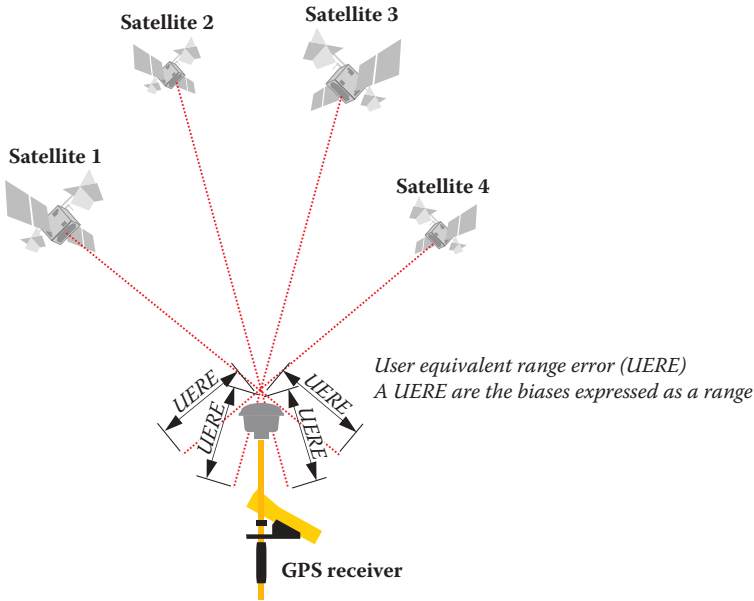 Satellite 2
Satellite 3
Satellite 1
Satellite 4
User equivalent range error (UERE)
A UERE are the biases expressed as a range
UERE
UERE
UERE
UERE
GPS receiver